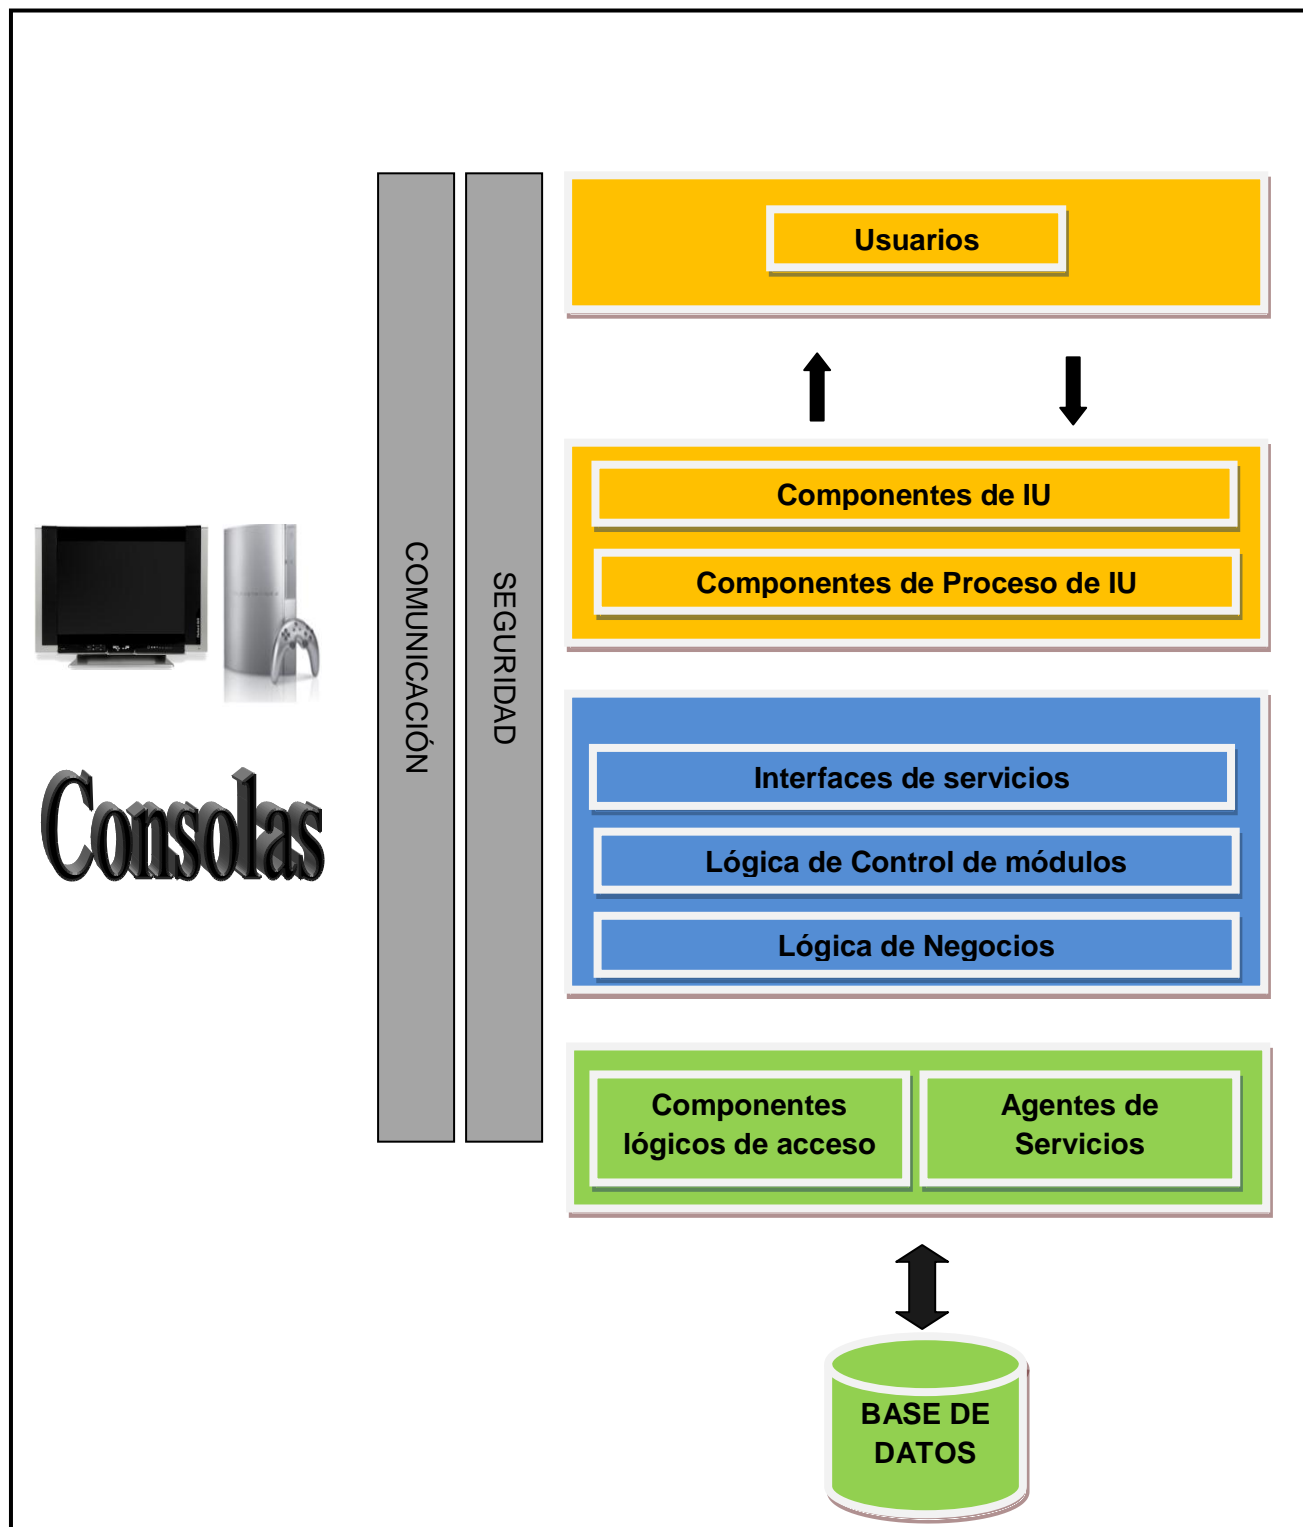 Usuarios
Componentes de IU
Componentes de Proceso de IU
COMUNICACIÓN
SEGURIDAD
Consolas
Interfaces de servicios
Lógica de Control de módulos
Lógica de Negocios
Componentes
lógicos de acceso
Agentes de
Servicios
BASE DE
DATOS